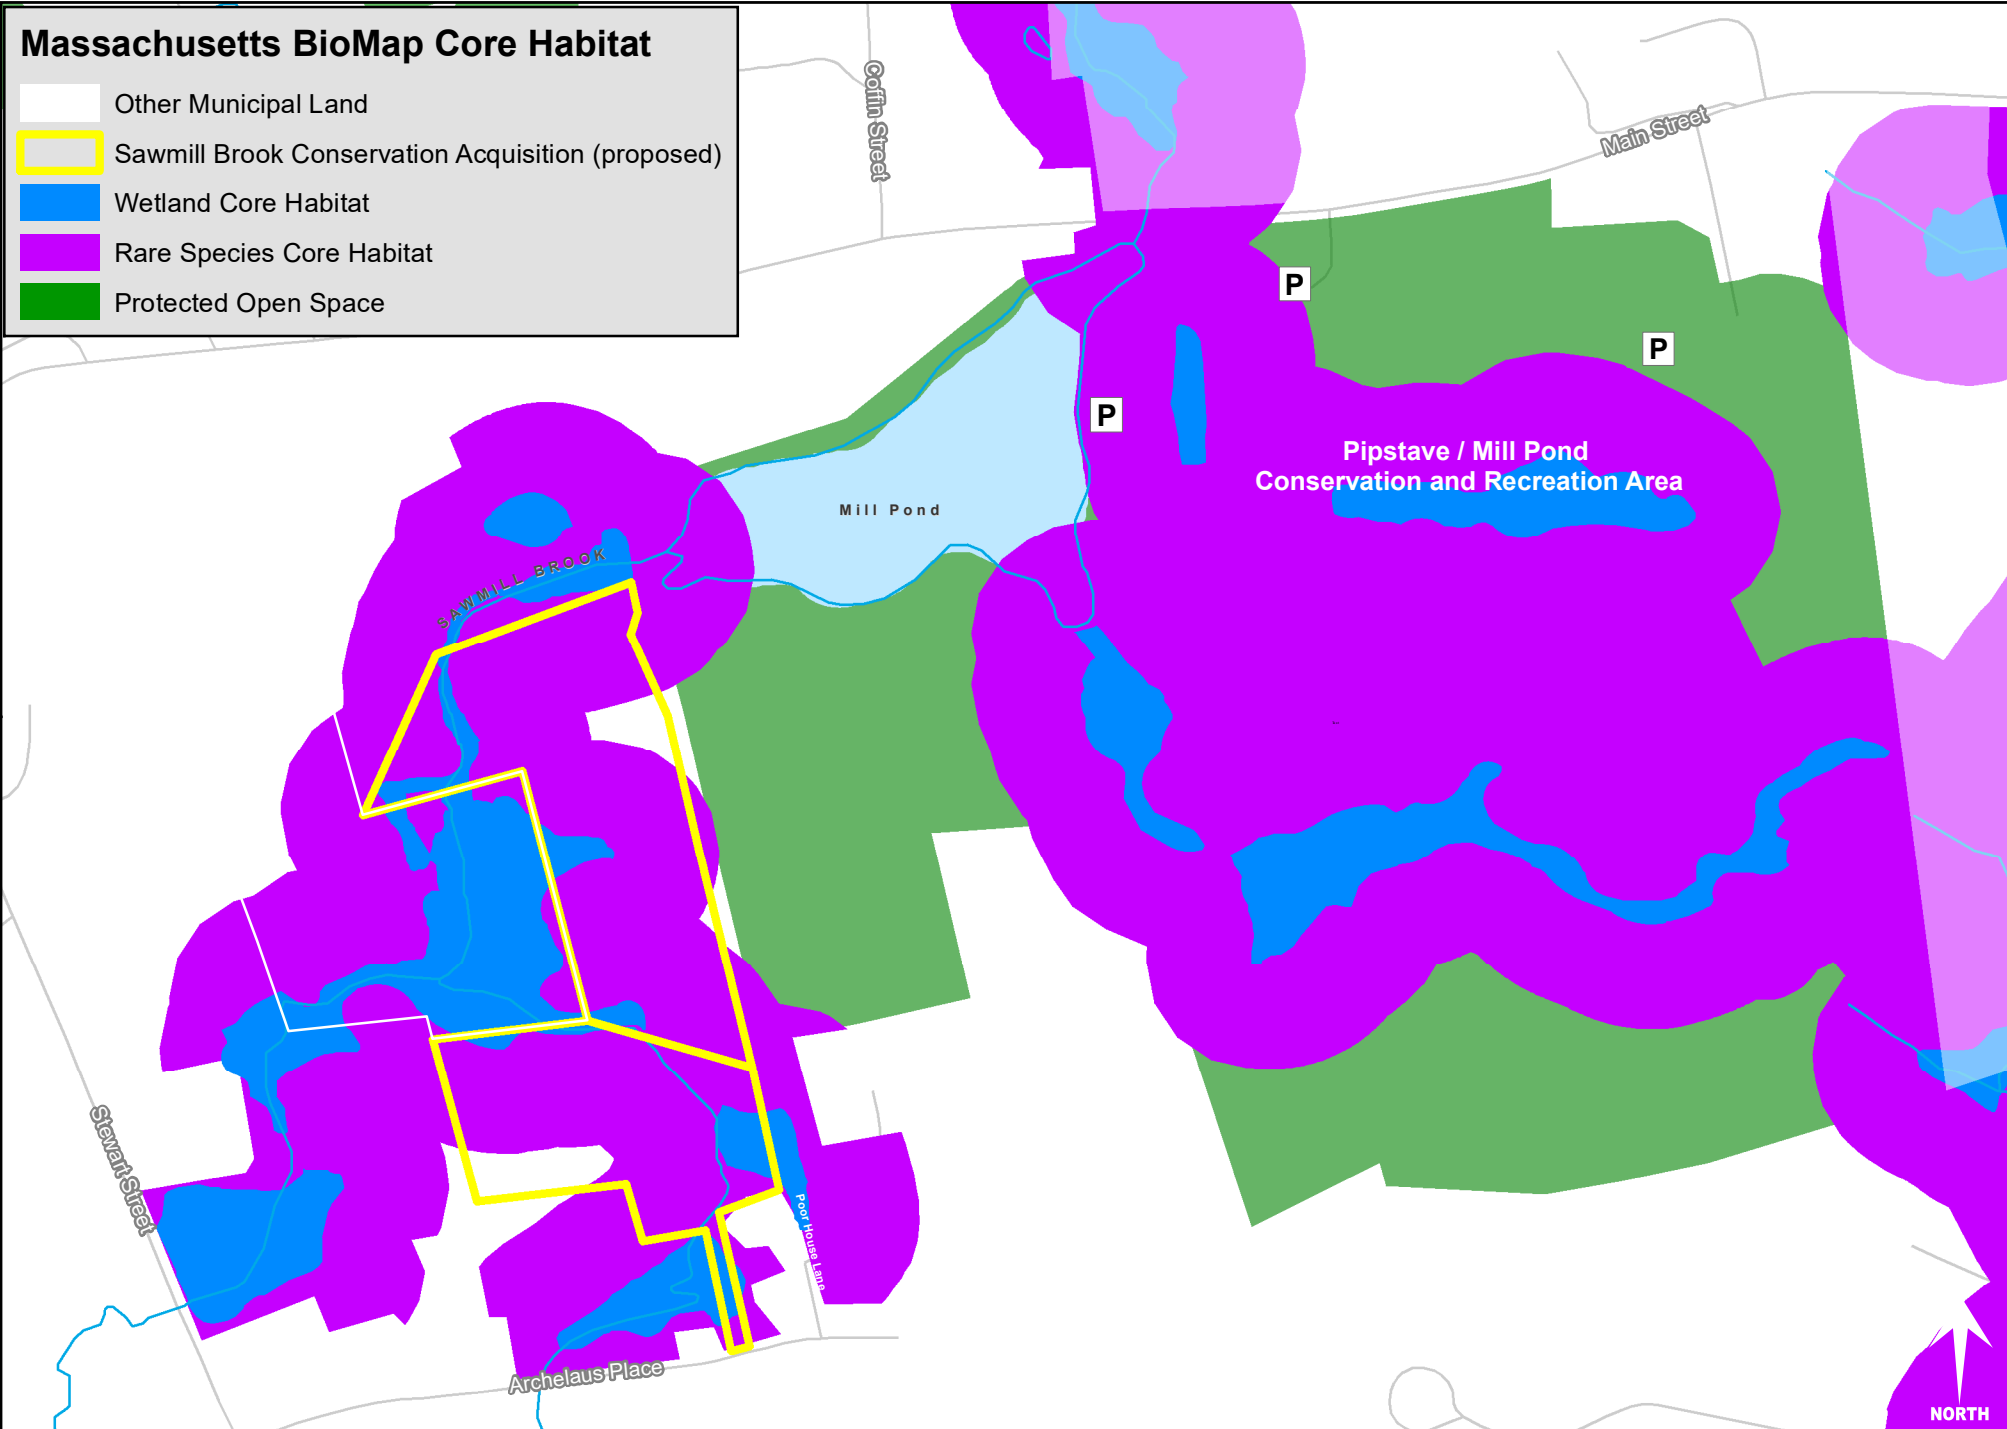 Massachusetts BioMap Core Habitat
Other Municipal Land
Sawmill Brook Conservation Acquisition (proposed)
Wetland Core Habitat
Rare Species Core Habitat
Protected Open Space
Coffin Street
Main Street
P
P
P
Pipstave / Mill Pond
Conservation and Recreation Area
Mill Pond
SAWMILL BROOK
Stewart Street
Poor House Lane
Archelaus Place
NORTH